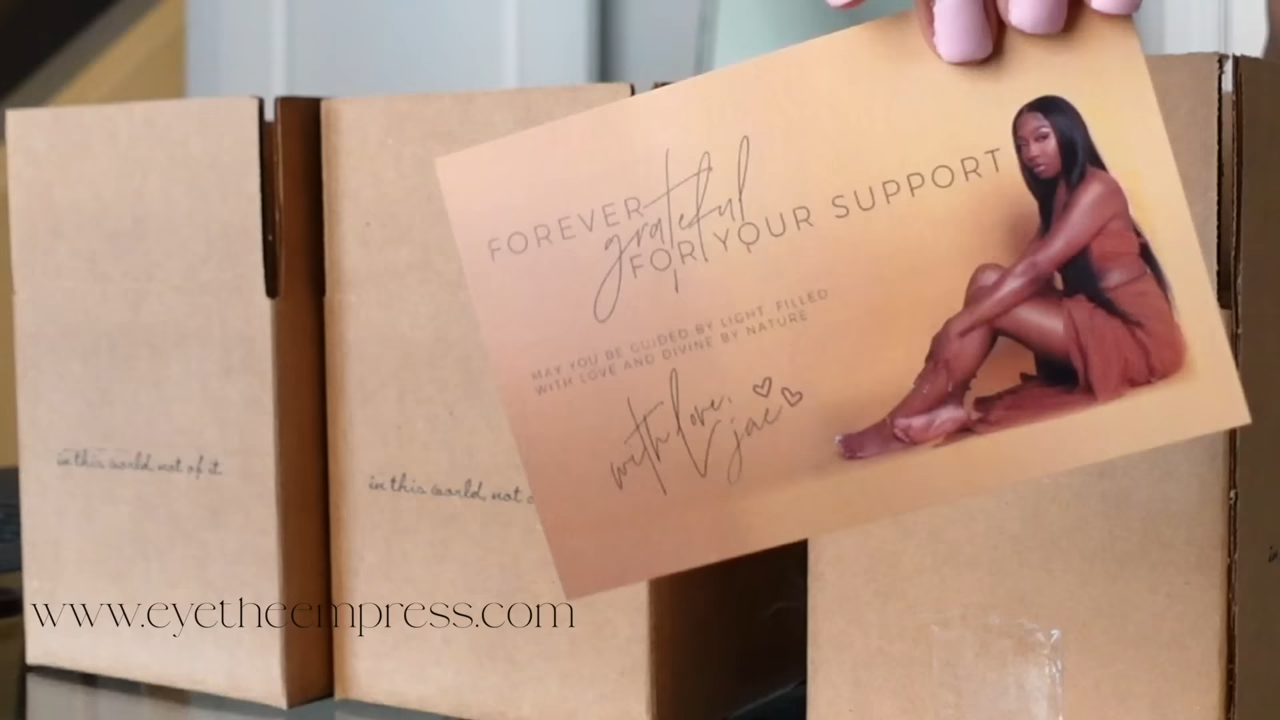 FOREVER
grateful
FOR YOUR SUPPORT
MAY YOU BE GUIDED BY LIGHT, FILLED
WITH LOVE AND DIVINE BY NATURE
with love,
jae
in this world, not of it
in this world, not
www.eyetheempress.com